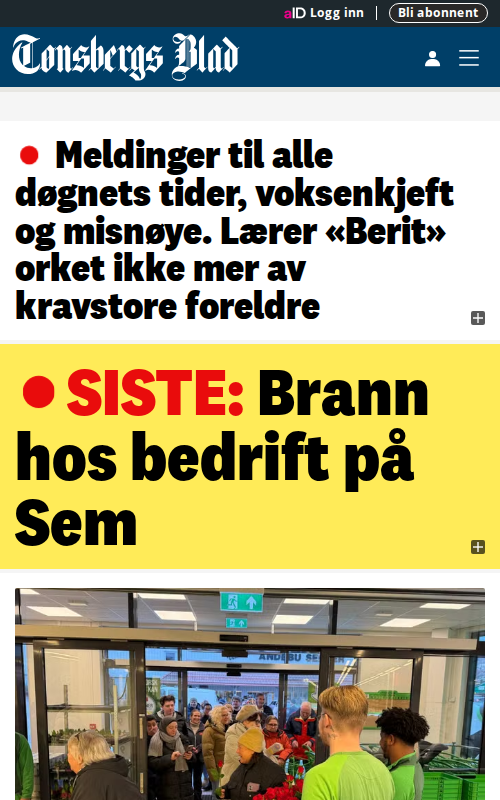 aID Logg inn
Bli abonnent
Tønsbergs Blad
Meldinger til alle
døgnets tider, voksenkjeft
og misnøye. Lærer «Berit»
orket ikke mer av
kravstore foreldre
SISTE: Brann
hos bedrift på
Sem